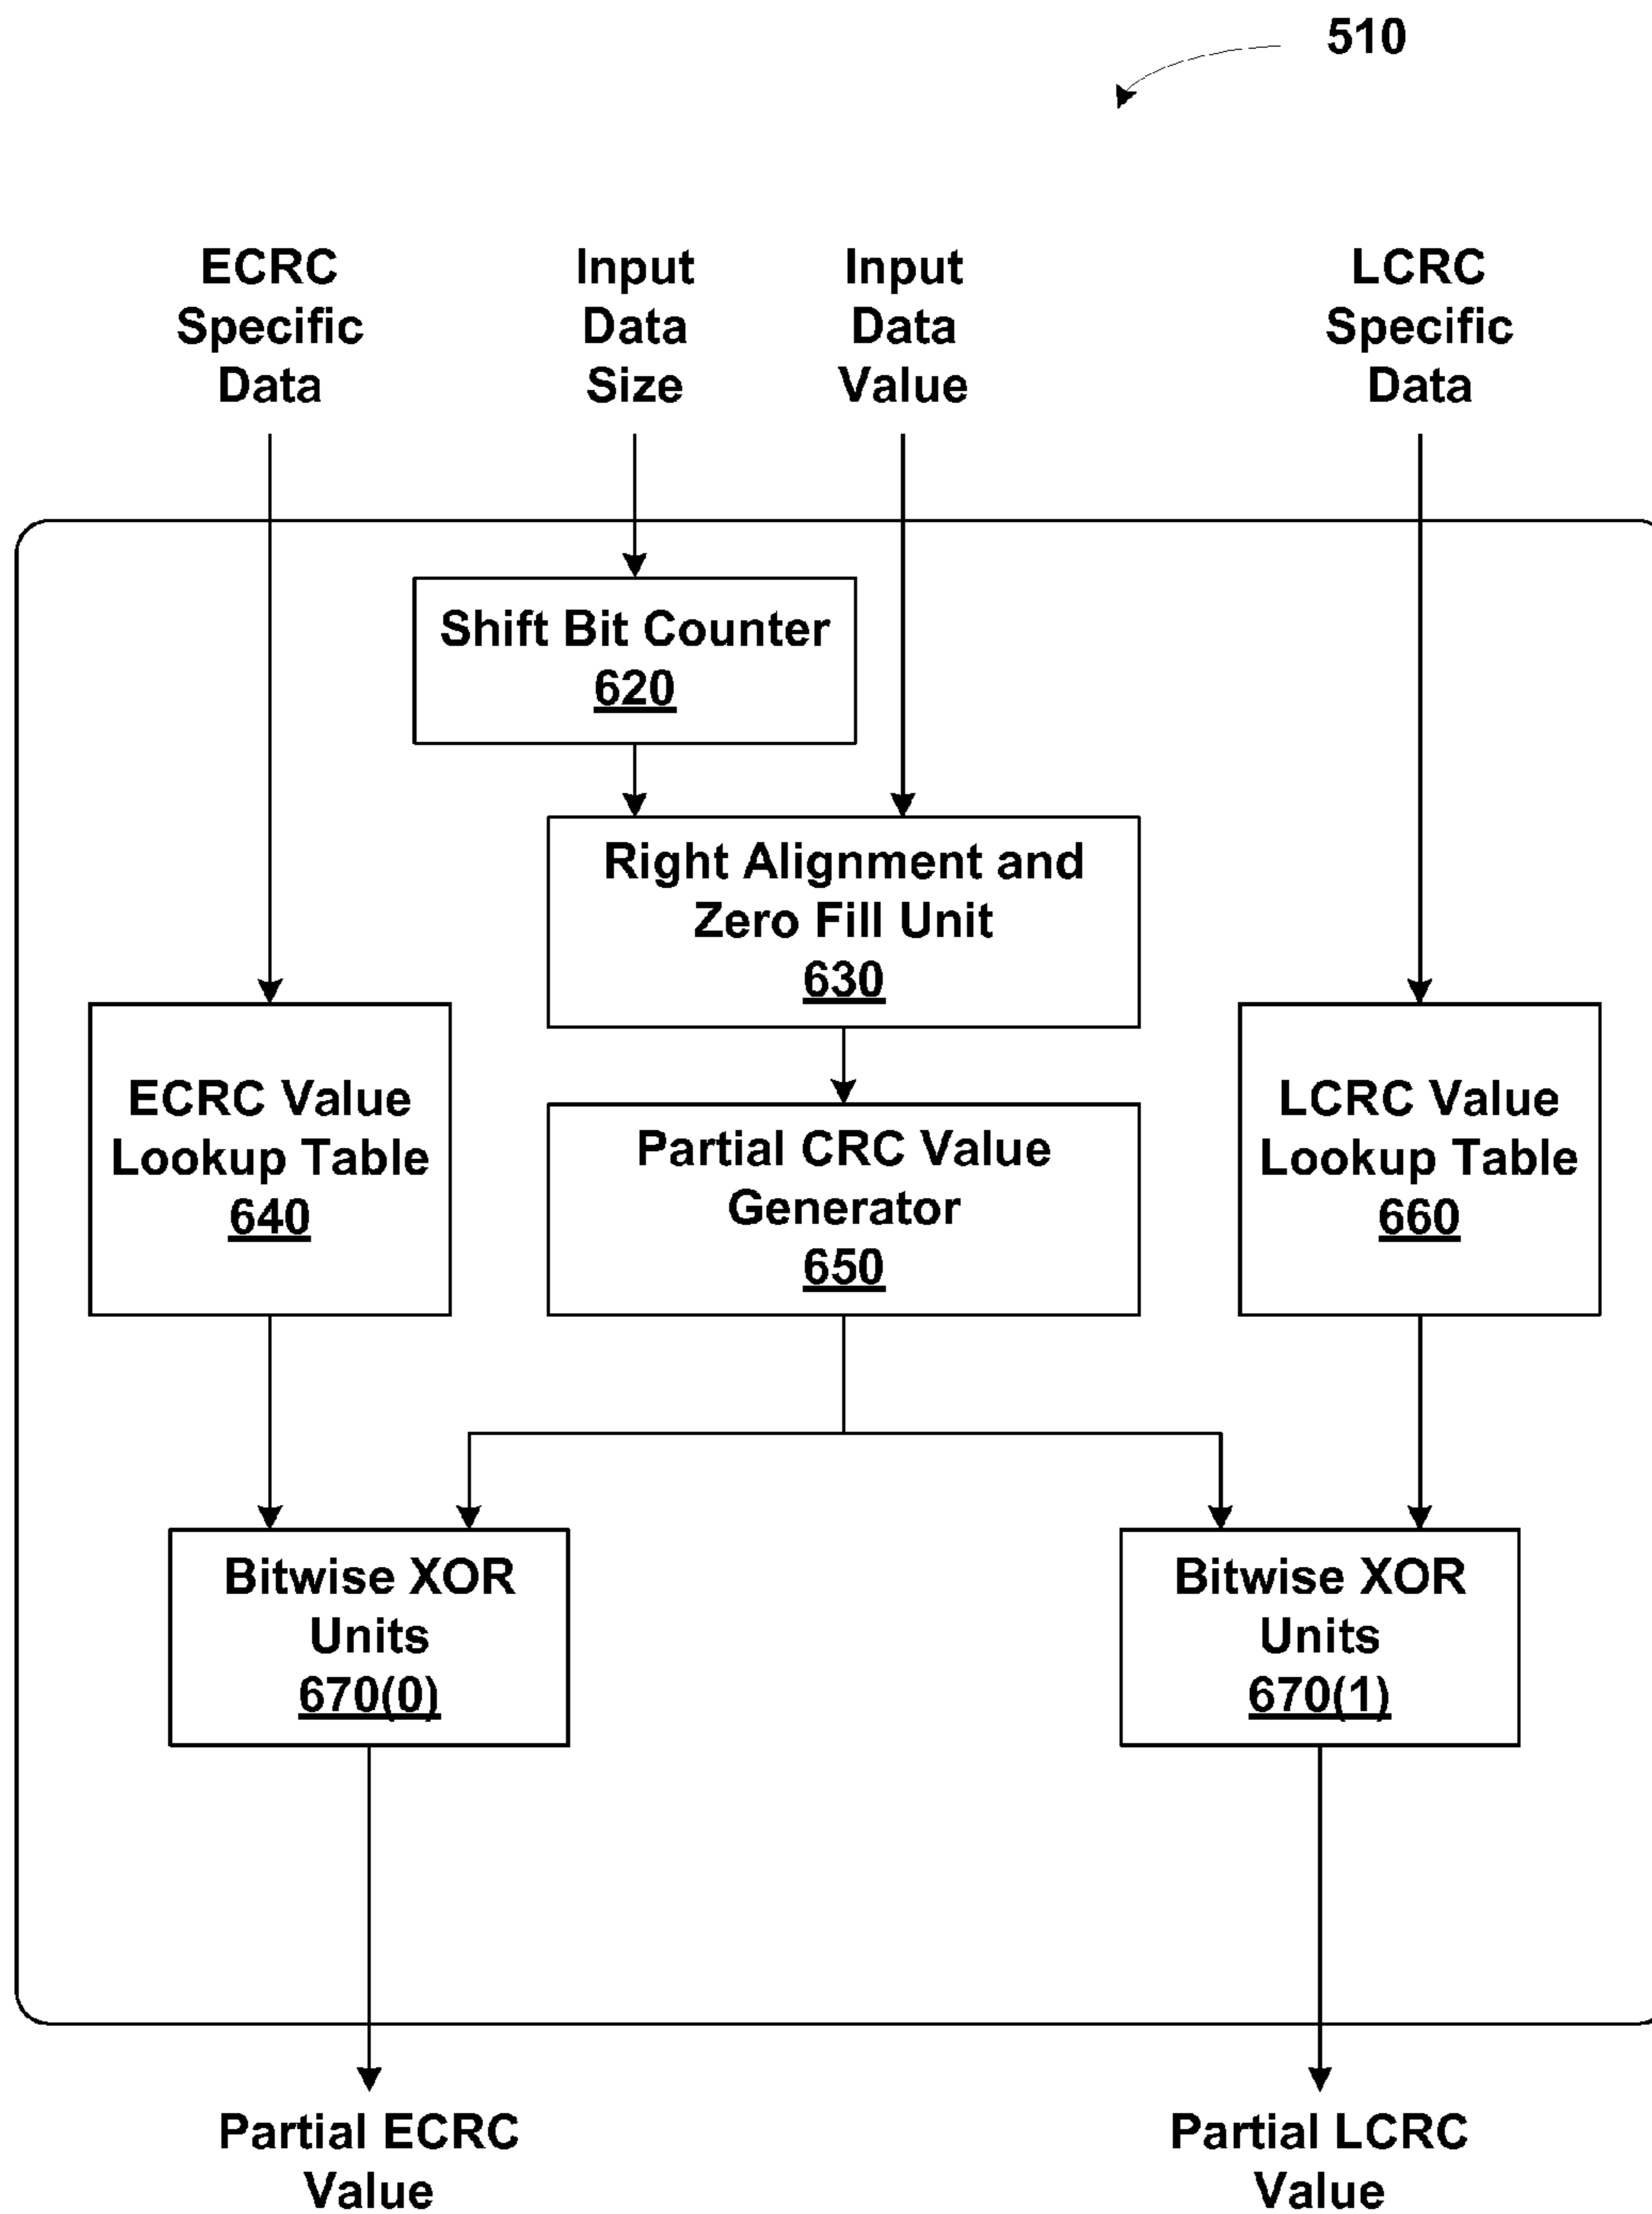 510
ECRC
Specific
Data
Input
Data
Size
Input
Data
Value
LCRC
Specific
Data
Shift Bit Counter
620
Right Alignment and
Zero Fill Unit
630
ECRC Value
Lookup Table
640
Partial CRC Value
Generator
650
LCRC Value
Lookup Table
660
Bitwise XOR
Units
670(0)
Bitwise XOR
Units
670(1)
Partial ECRC
Value
Partial LCRC
Value